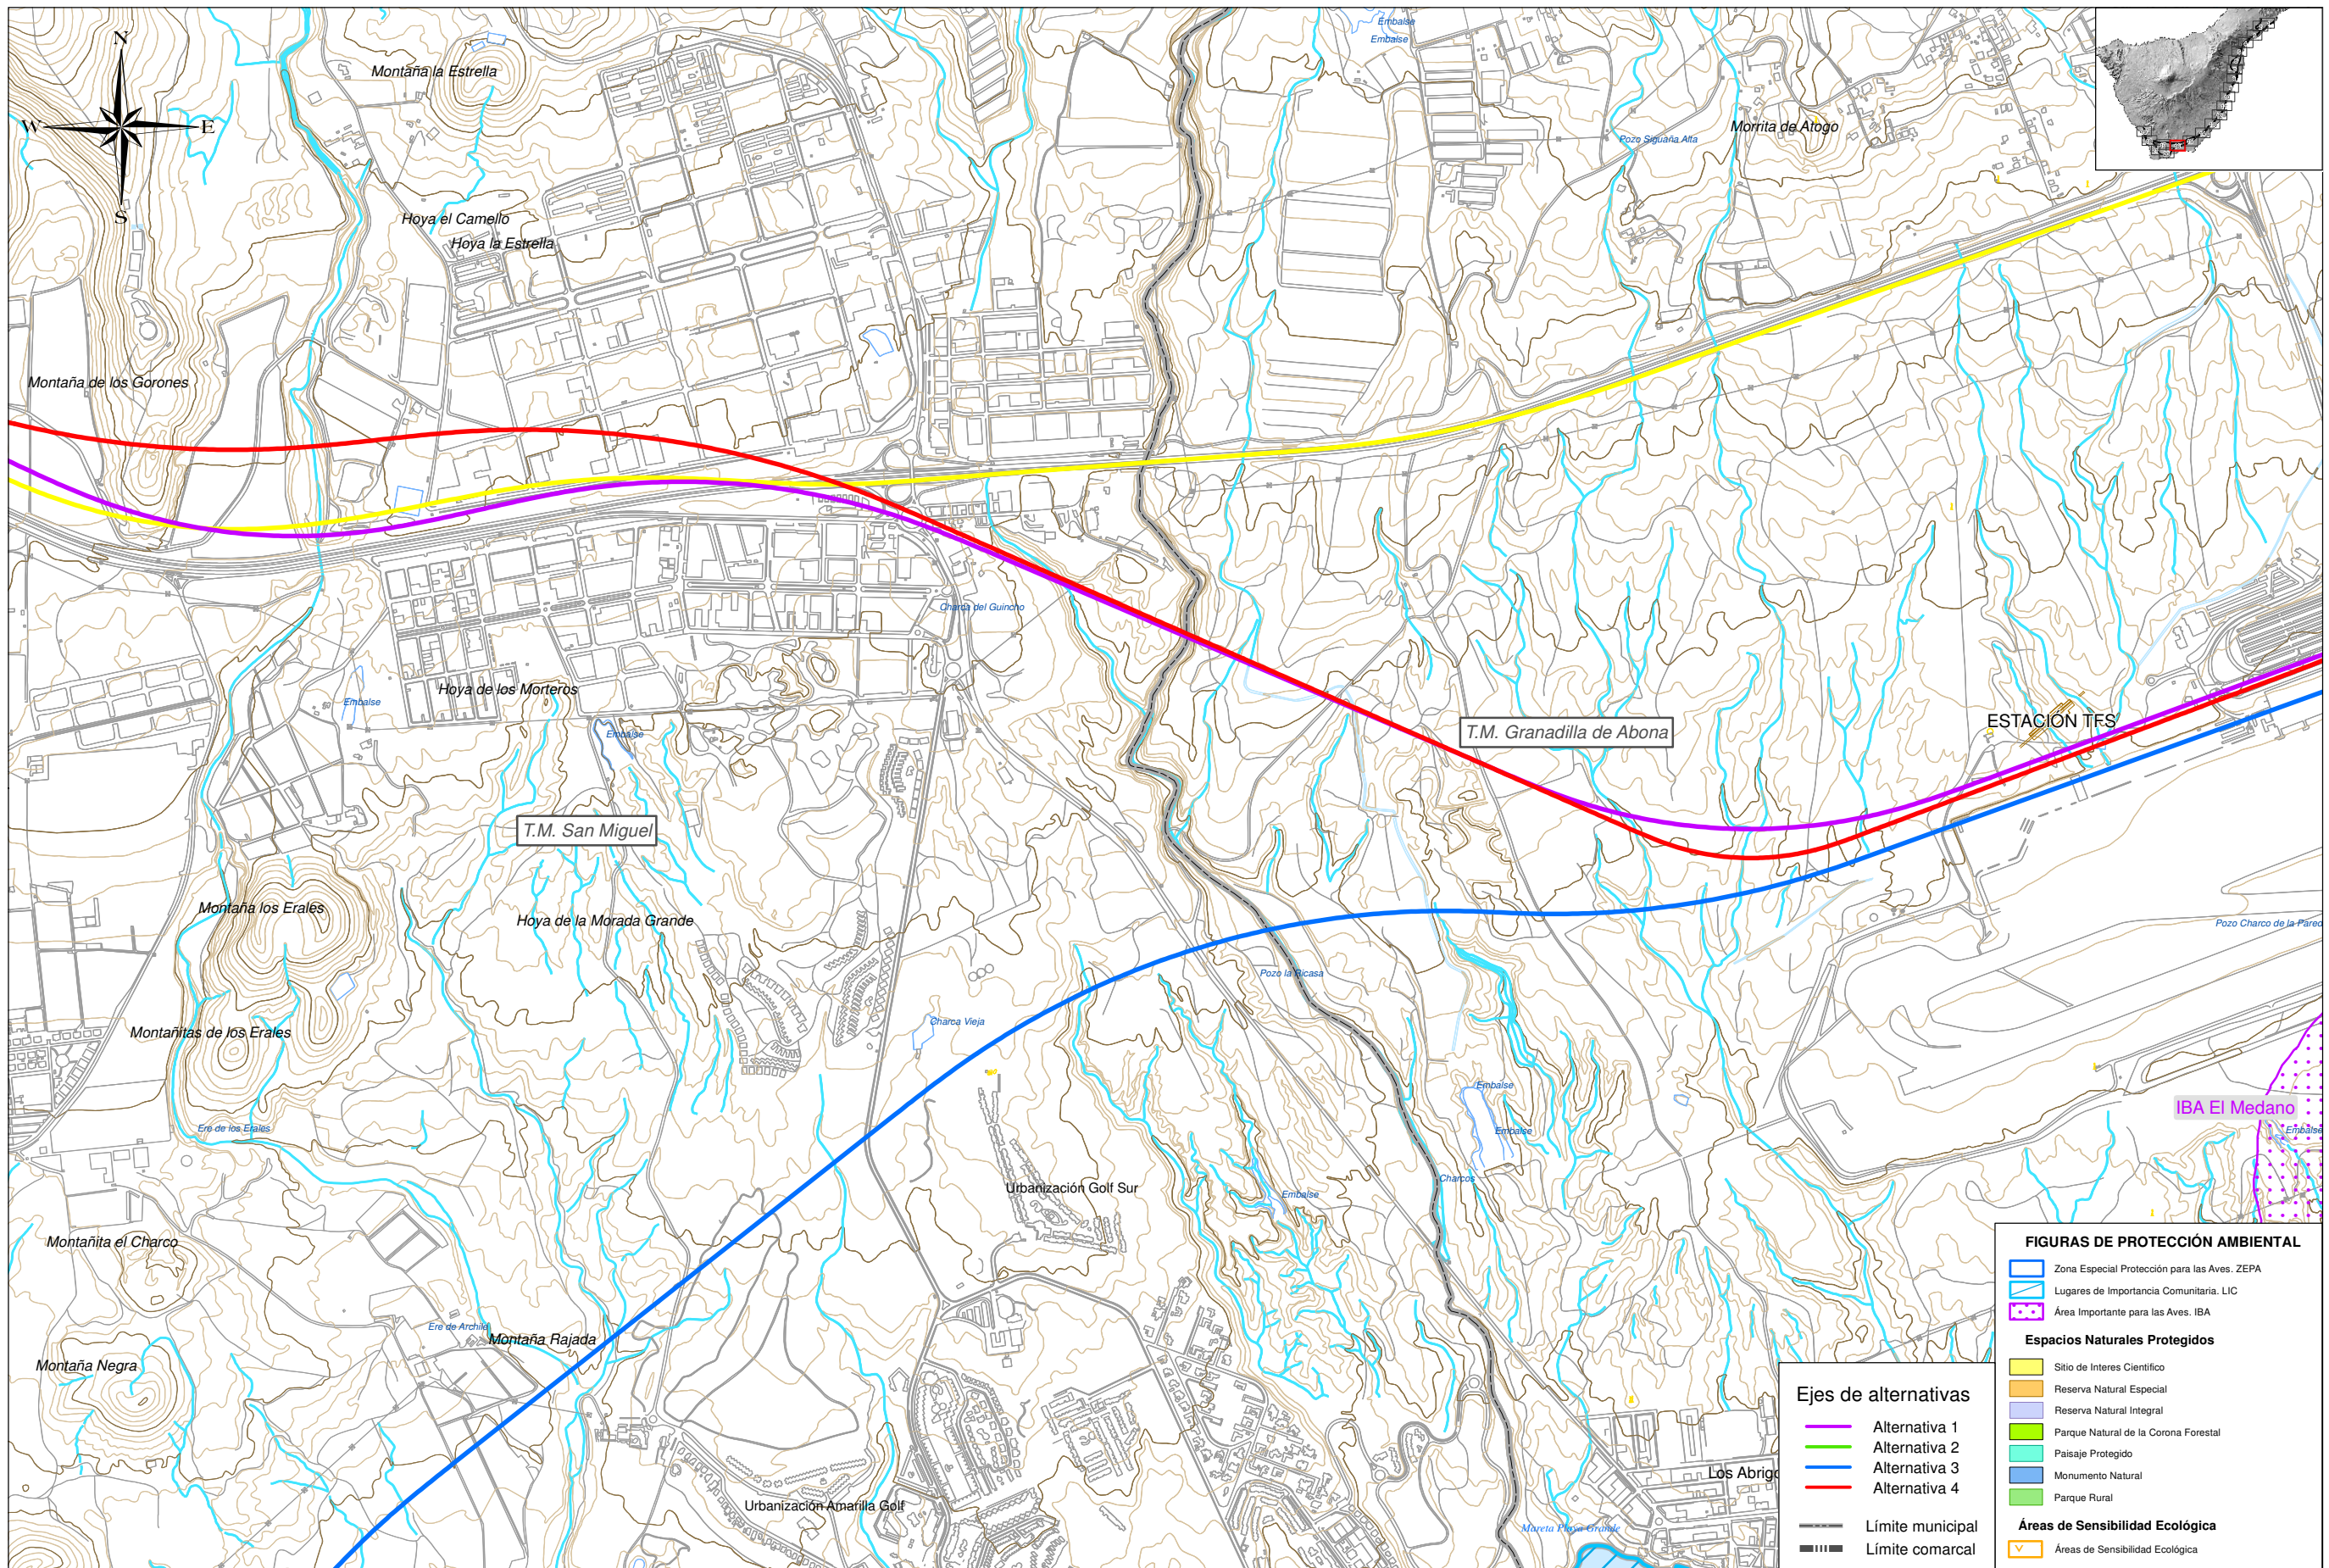 N
W
E
S
Montaña la Estrella
Embalse
Embalse
Pozo Siguaña Alta
Morrita de Atogo
Hoya el Camello
Hoya la Estrella
Montaña de los Gorones
Charca del Guincho
Hoya de los Morteros
Embalse
Embalse
T.M. Granadilla de Abona
ESTACIÓN TFS
T.M. San Miguel
Montaña los Erales
Hoya de la Morada Grande
Pozo Charco de la Pared
Pozo la Ricasa
Montañitas de los Erales
Charca Vieja
Embalse
IBA El Medano
Ere de los Erales
Embalse
Embalse
Charcos
Urbanización Golf Sur
Embalse
Montañita el Charco
Ere de Archile
Montaña Rajada
Montaña Negra
Urbanización Amarilla Golf
Los Abrigo
Mareta Playa Grande
Ejes de alternativas
Alternativa 1
Alternativa 2
Alternativa 3
Alternativa 4
Límite municipal
Límite comarcal
FIGURAS DE PROTECCIÓN AMBIENTAL
Zona Especial Protección para las Aves. ZEPA
Lugares de Importancia Comunitaria. LIC
Área Importante para las Aves. IBA
Espacios Naturales Protegidos
Sitio de Interes Cientifico
Reserva Natural Especial
Reserva Natural Integral
Parque Natural de la Corona Forestal
Paisaje Protegido
Monumento Natural
Parque Rural
Áreas de Sensibilidad Ecológica
Áreas de Sensibilidad Ecológica